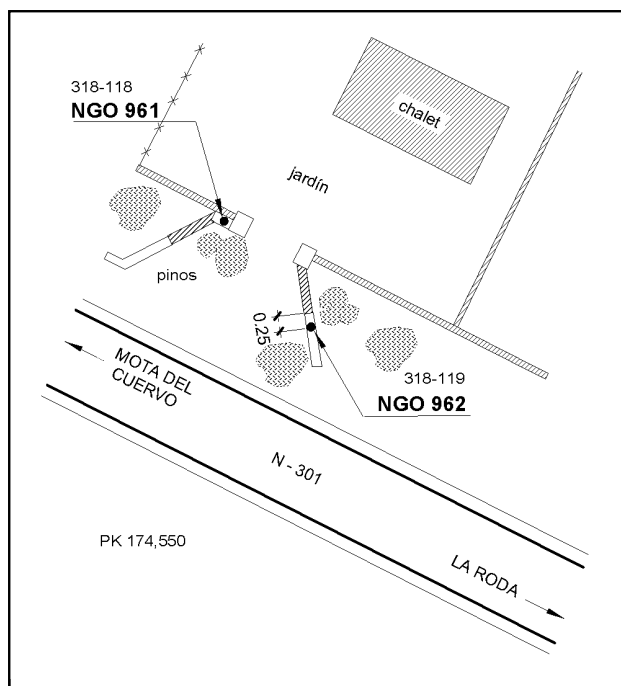 318-118
NGO 961
chalet
jardín
pinos
0.25
318-119
NGO 962
MOTA DEL
CUERVO
N - 301
PK 174,550
LA RODA